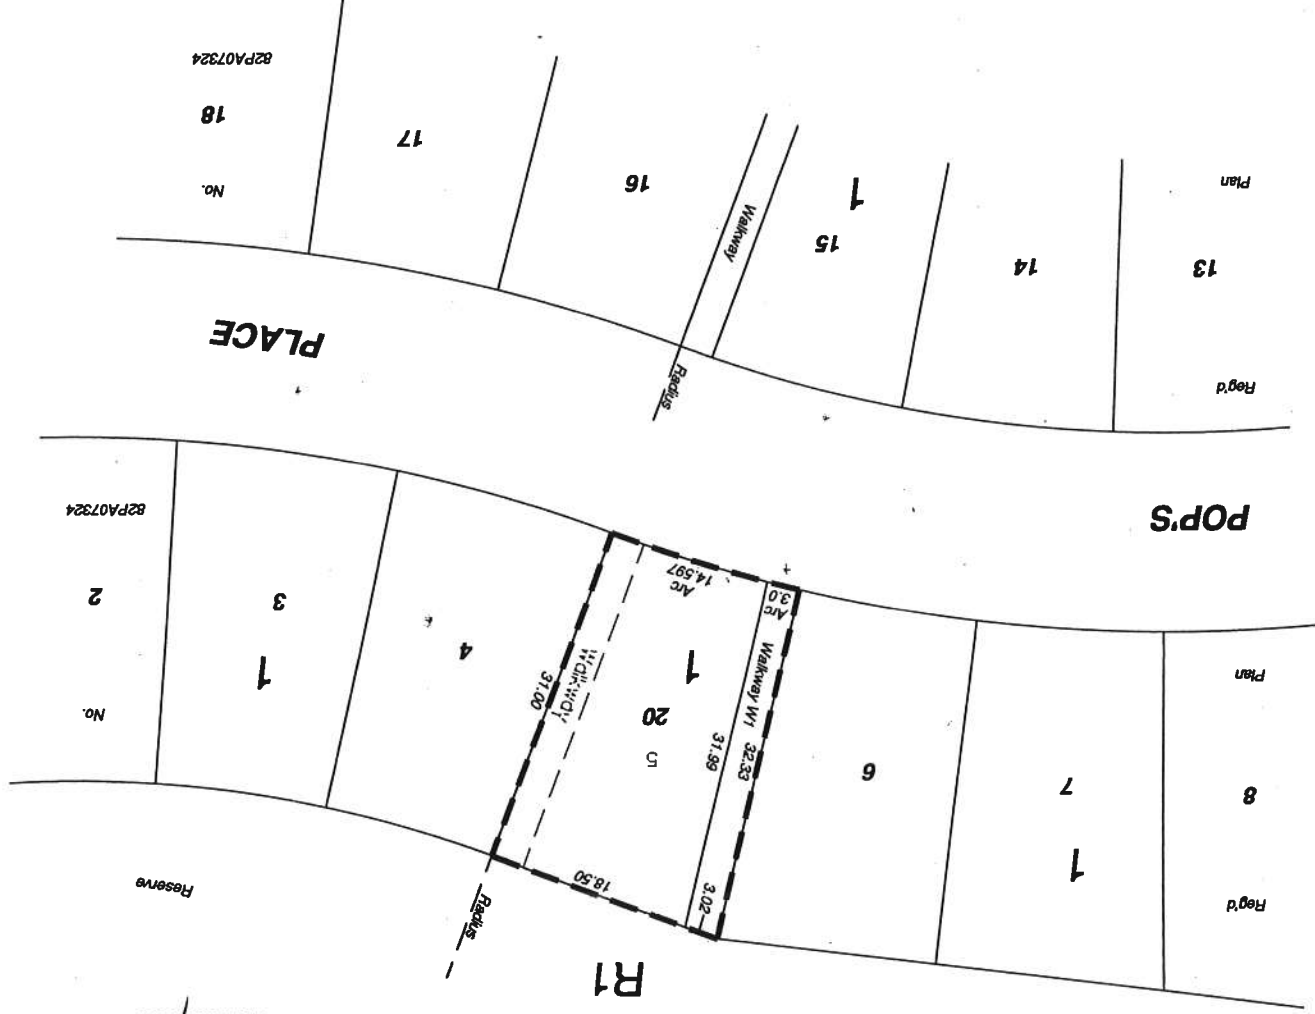 R1
Radius
Reg'd
Reserve
3.02
18.50
1
8
7
6
5
32.33
31.99
20
No.
31.00
Walkway W1
Walkway
1
1
Plan
4
3
2
Arc
3.0
Arc
14.597
82PA07324
POP'S
PLACE
Radius
Reg'd
13
14
15
Walkway
1
Plan
16
No.
17
18
82PA07324